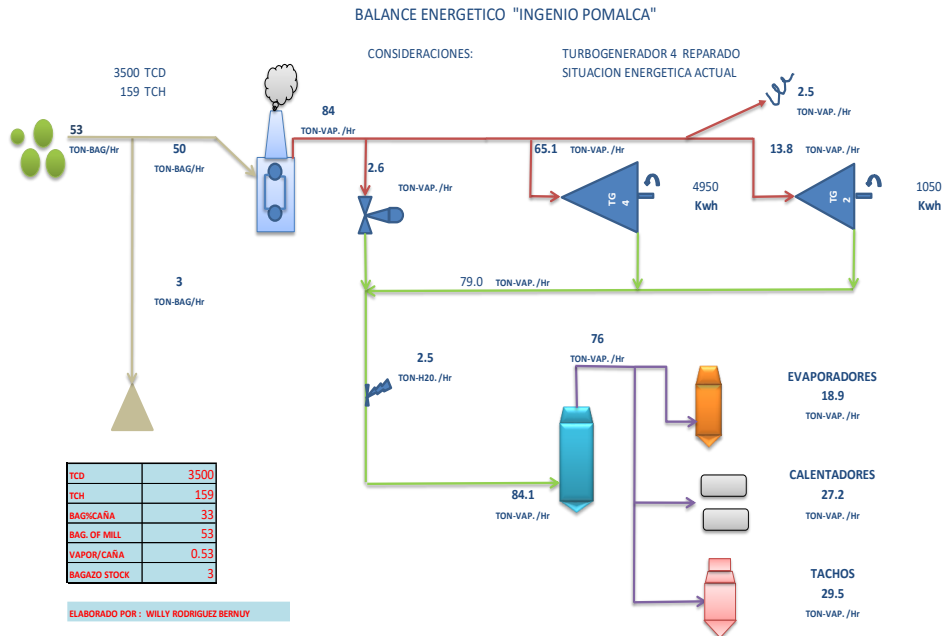 BALANCE ENERGETICO "INGENIO POMALCA"
CONSIDERACIONES:
TURBOGENERADOR 4 REPARADO
SITUACION ENERGETICA ACTUAL
3500 TCD
159 TCH
53
TON-BAG/Hr
50
TON-BAG/Hr
84
TON-VAP. /Hr
2.5
TON-VAP. /Hr
2.6
TON-VAP. /Hr
65.1
TON-VAP. /Hr
13.8
TON-VAP. /Hr
TG 4
4950
Kwh
TG 2
1050
Kwh
3
TON-BAG/Hr
79.0 TON-VAP. /Hr
2.5
TON-H20. /Hr
76
TON-VAP. /Hr
84.1
TON-VAP. /Hr
EVAPORADORES
18.9
TON-VAP. /Hr
CALENTADORES
27.2
TON-VAP. /Hr
TACHOS
29.5
TON-VAP. /Hr
TCD 3500
TCH 159
BAG%CAÑA 33
BAG. OF MILL 53
VAPOR/CAÑA 0.53
BAGAZO STOCK 3
ELABORADO POR : WILLY RODRIGUEZ BERNUY